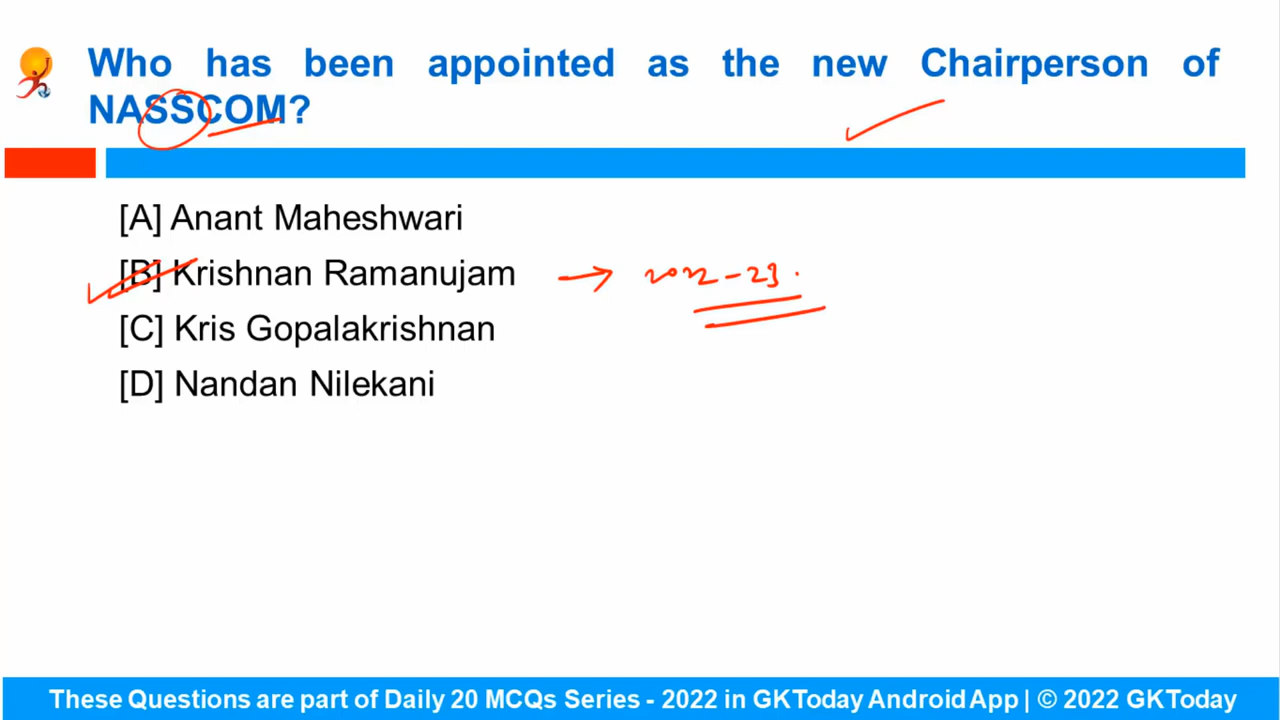 Who has been appointed as the new Chairperson of
NASSCOM?
[A] Anant Maheshwari
[B] Krishnan Ramanujam → 2022-23.
[C] Kris Gopalakrishnan
[D] Nandan Nilekani
These Questions are part of Daily 20 MCQs Series - 2022 in GKToday Android App | © 2022 GKToday